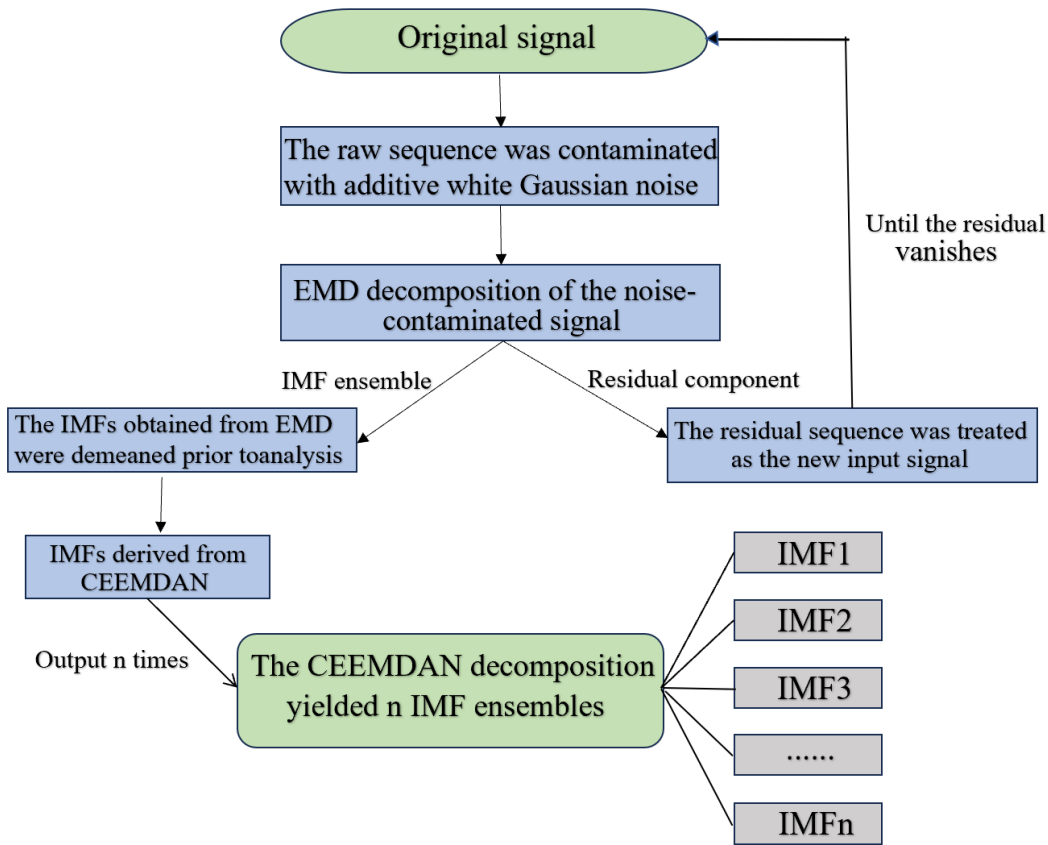 Original signal
The raw sequence was contaminated
with additive white Gaussian noise
Until the residual
vanishes
EMD decomposition of the noise-
contaminated signal
IMF ensemble
Residual component
The IMFs obtained from EMD
were demeaned prior toanalysis
The residual sequence was treated
as the new input signal
IMFs derived from
CEEMDAN
Output n times
The CEEMDAN decomposition
yielded n IMF ensembles
IMF1
IMF2
IMF3
......
IMFn